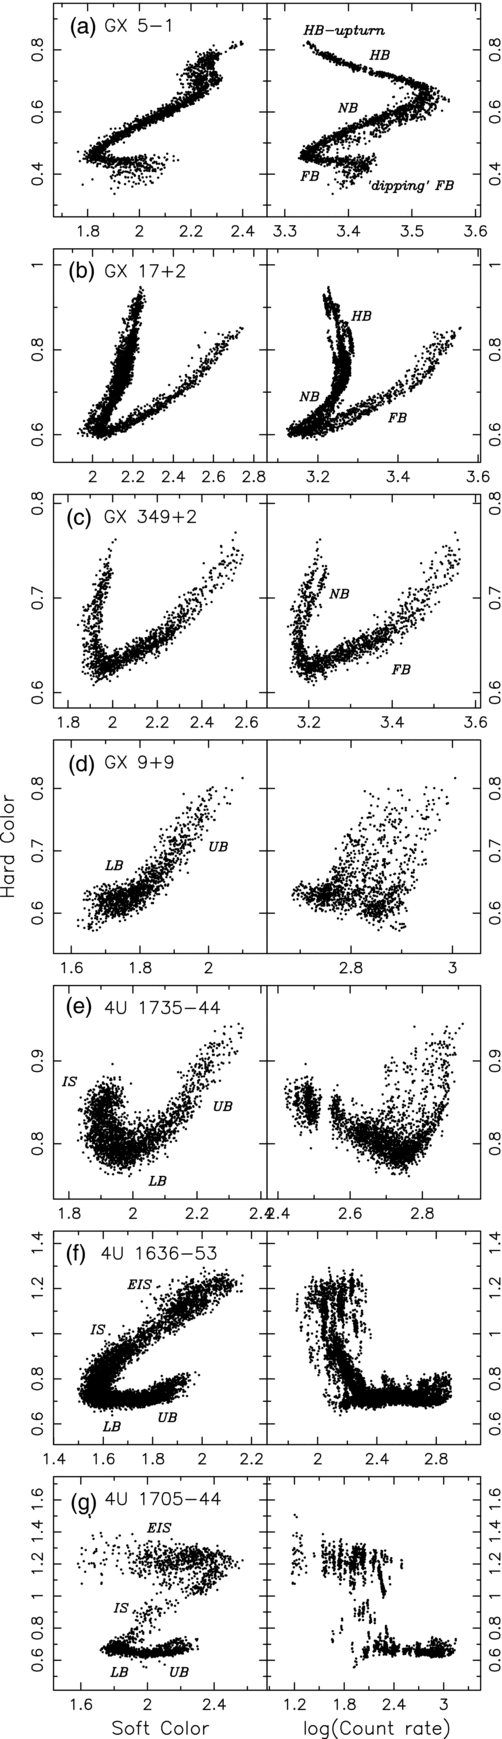 (a) GX 5−1
HB−upturn
HB
NB
FB
'dipping' FB
0.8
0.6
0.4
0.8
0.6
0.4
1.8 2 2.2 2.4 3.3 3.4 3.5 3.6
(b) GX 17+2
HB
NB
FB
1
0.8
0.6
1
0.8
0.6
2 2.2 2.4 2.6 2.8 3.2 3.4 3.6
(c) GX 349+2
NB
FB
0.8
0.7
0.6
0.8
0.7
0.6
1.8 2 2.2 2.4 2.6 3.2 3.4 3.6
(d) GX 9+9
LB
UB
0.8
0.7
0.6
0.8
0.7
0.6
1.6 1.8 2 2.8 3
Hard Color
(e) 4U 1735−44
IS
UB
LB
0.9
0.8
0.9
0.8
1.8 2 2.2 2.4 2.4 2.6 2.8
(f) 4U 1636−53
EIS
IS
LB
UB
1.4
1.2
1
0.8
0.6
1.4
1.2
1
0.8
0.6
1.4 1.6 1.8 2 2.2 2 2.4 2.8
(g) 4U 1705−44
EIS
IS
LB
UB
1.6
1.4
1.2
1
0.8
0.6
1.6
1.4
1.2
1
0.8
0.6
1.6 2 2.4 1.2 1.8 2.4 3
Soft Color log(Count rate)